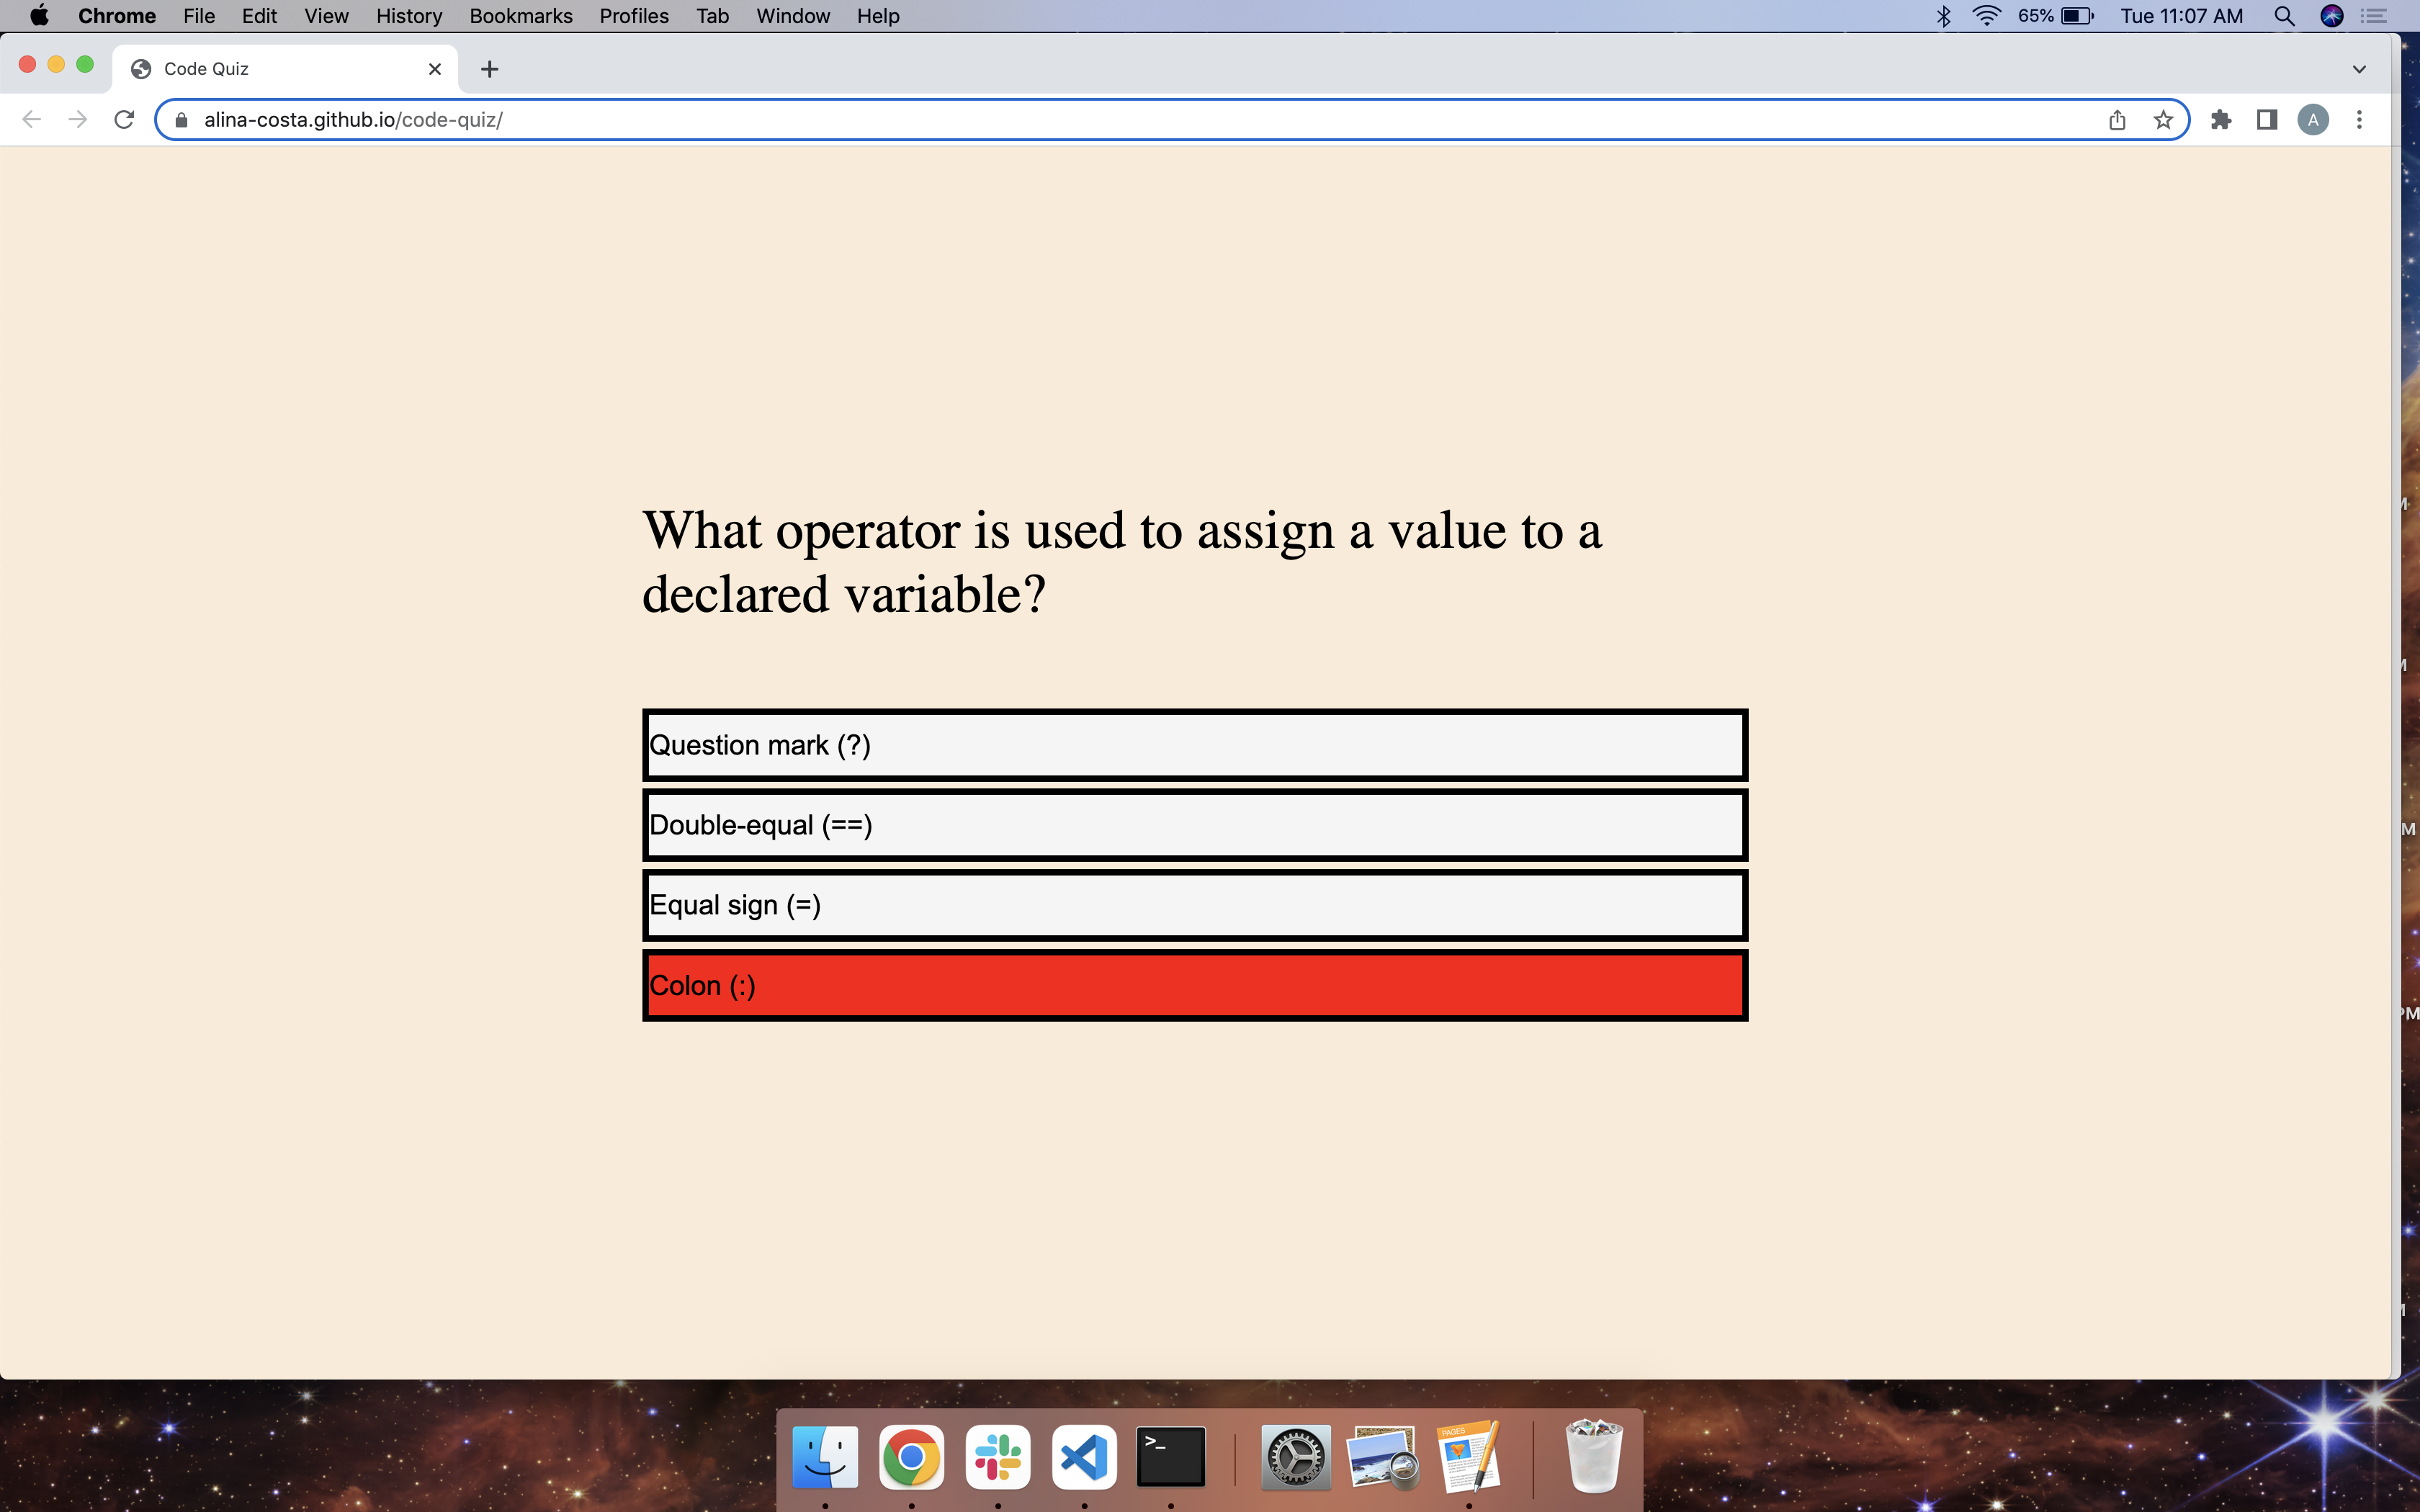 Chrome File Edit View History Bookmarks Profiles Tab Window Help 65% Tue 11:07 AM
Code Quiz
alina-costa.github.io/code-quiz/ A
What operator is used to assign a value to a
declared variable?
Question mark (?)
Double-equal (==)
Equal sign (=)
Colon (:)
M
M
M
PM
M
>_
PAGES